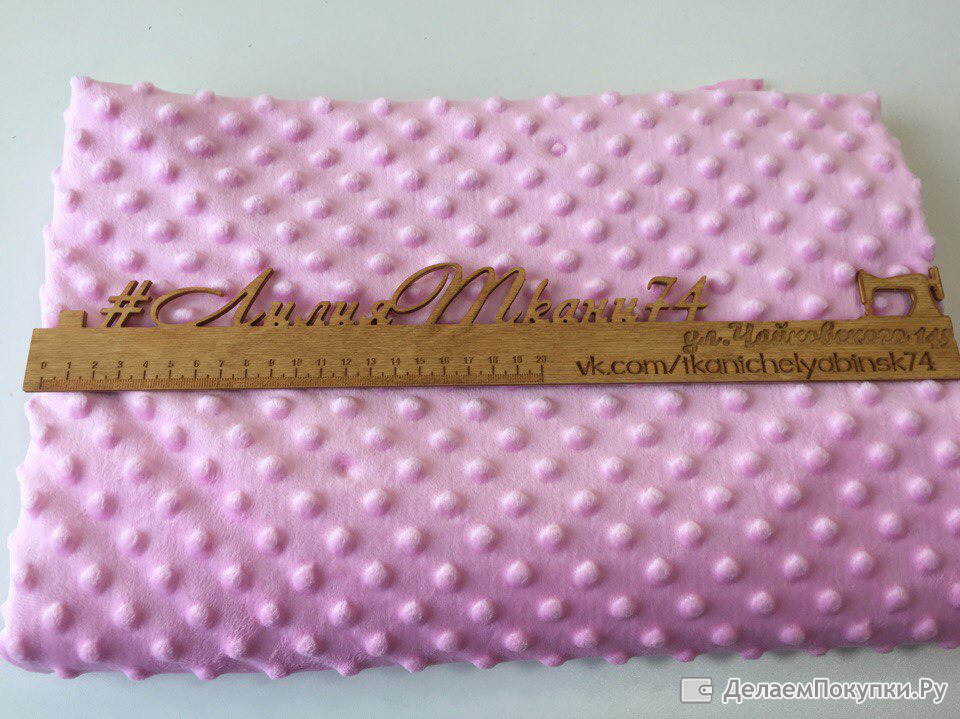 #ЛилияТкани74
ул.Чайковского 14з
0 1 2 3 4 5 6 7 8 9 10 11 12 13 14 15 16 17 18 19 20
vk.com/tkanichelyabinsk74
ДелаемПокупки.Ру